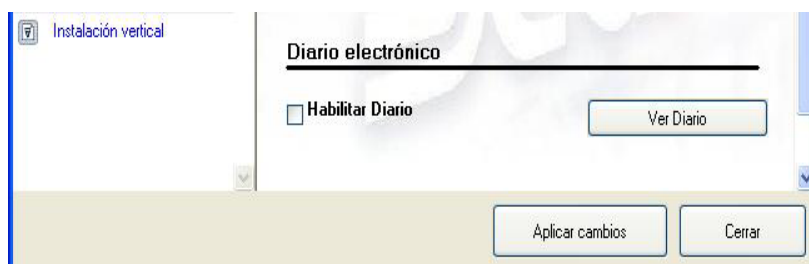 Instalación vertical
Diario electrónico
Habilitar Diario
Ver Diario
Aplicar cambios
Cerrar